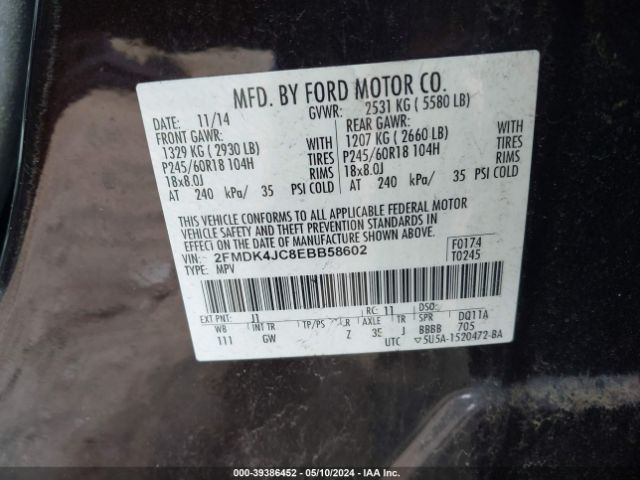 MFD. BY FORD MOTOR CO.
DATE: 11/14 GVWR: 2531 KG ( 5580 LB)
FRONT GAWR: REAR GAWR:
1329 KG ( 2930 LB) WITH 1207 KG ( 2660 LB) WITH
P245/60R18 104H TIRES P245/60R18 104H TIRES
18x8.0J RIMS 18x8.0J RIMS
AT 240 kPa/ 35 PSI COLD AT 240 kPa/ 35 PSI COLD
THIS VEHICLE CONFORMS TO ALL APPLICABLE FEDERAL MOTOR
VEHICLE SAFETY AND THEFT PREVENTION STANDARDS IN
EFFECT ON THE DATE OF MANUFACTURE SHOWN ABOVE.
VIN: 2FMDK4JC8EBB58602 F0174
TYPE: MPV T0245
EXT PNT: J1 RC: 11 DSO:
WB INT TR TP/PS R AXLE TR SPR DQ11A
111 GW Z 3E J BBBB 705
UTC ▽5U5A-1520472-BA
000-39386452 - 05/10/2024 - IAA Inc.